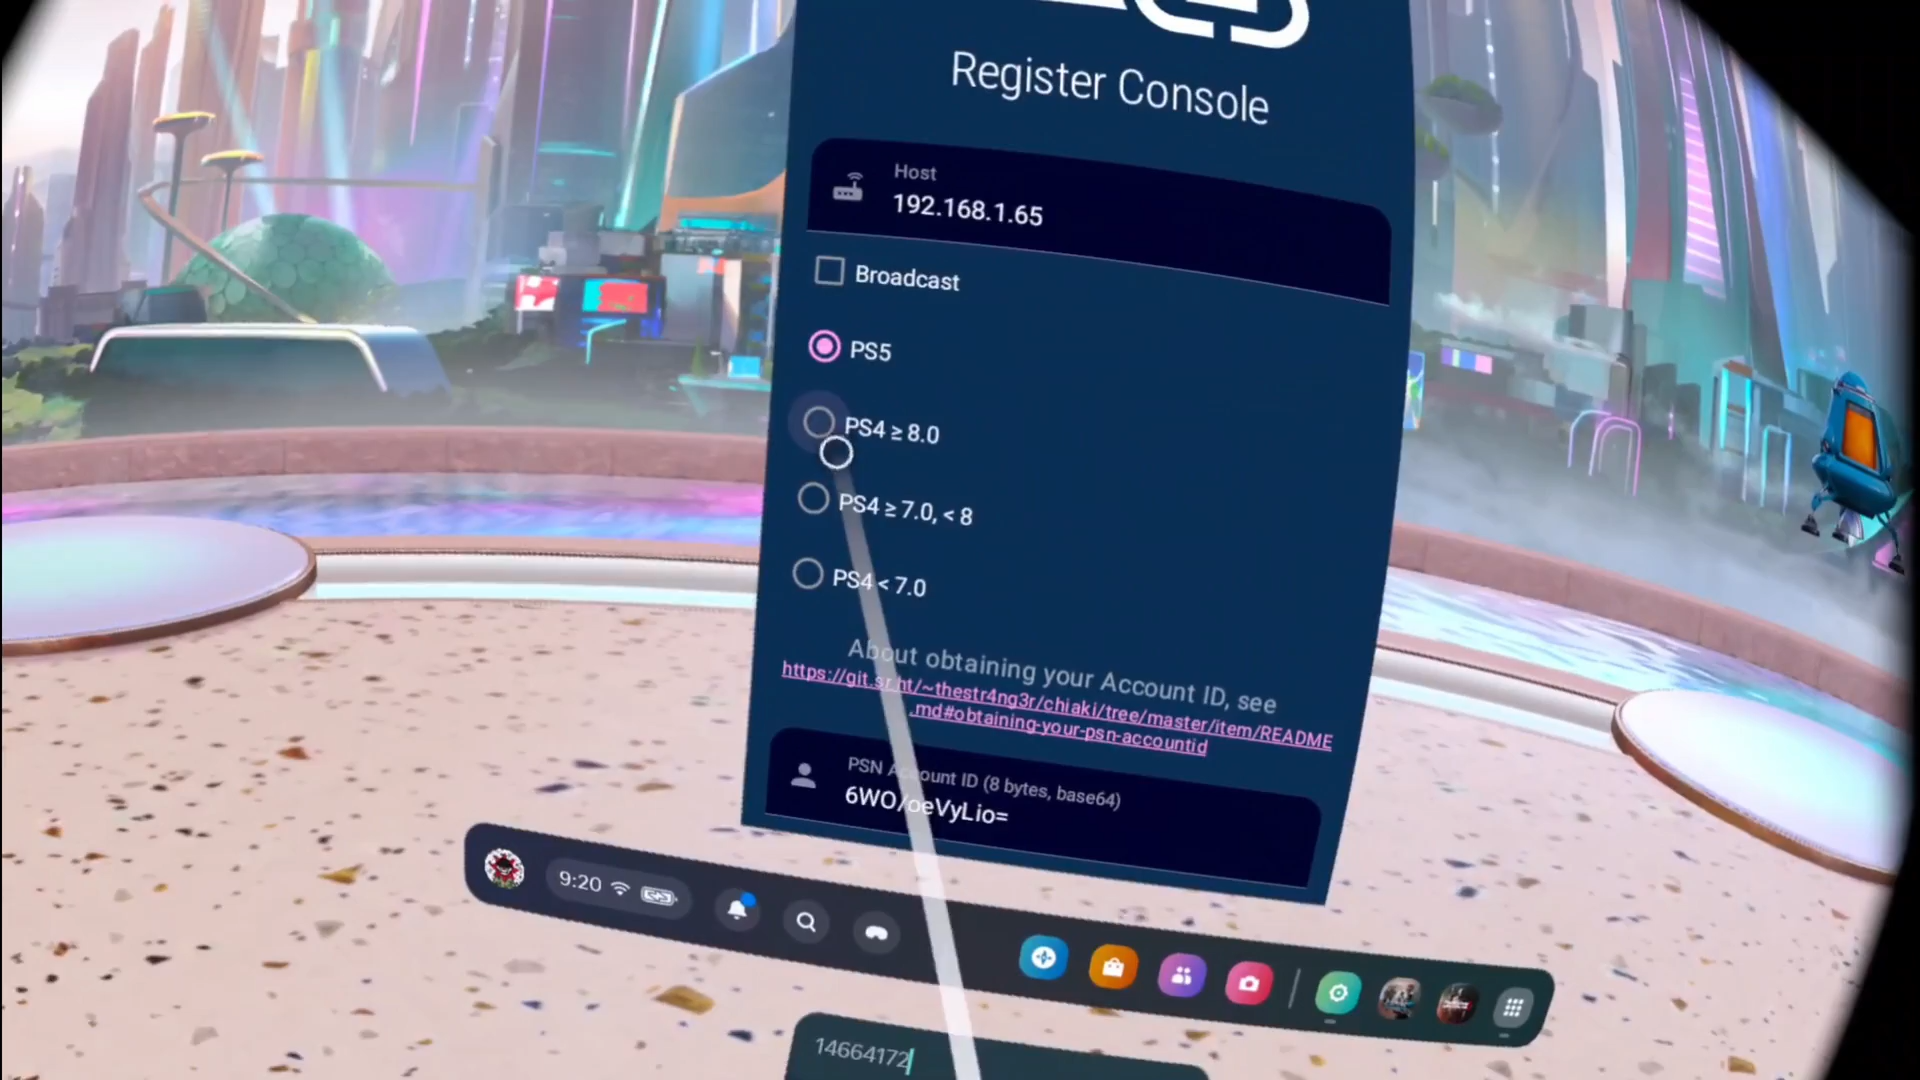 Register Console
Host
192.168.1.65
Broadcast
PS5
PS4 ≥ 8.0
PS4 ≥ 7.0, < 8
PS4 < 7.0
About obtaining your Account ID, see
https://git.sr.ht/~thestr4ng3r/chiaki/tree/master/item/README
.md#obtaining-your-psn-accountid
PSN Account ID (8 bytes, base64)
6WO/oeVyLio=
9:20
14664172